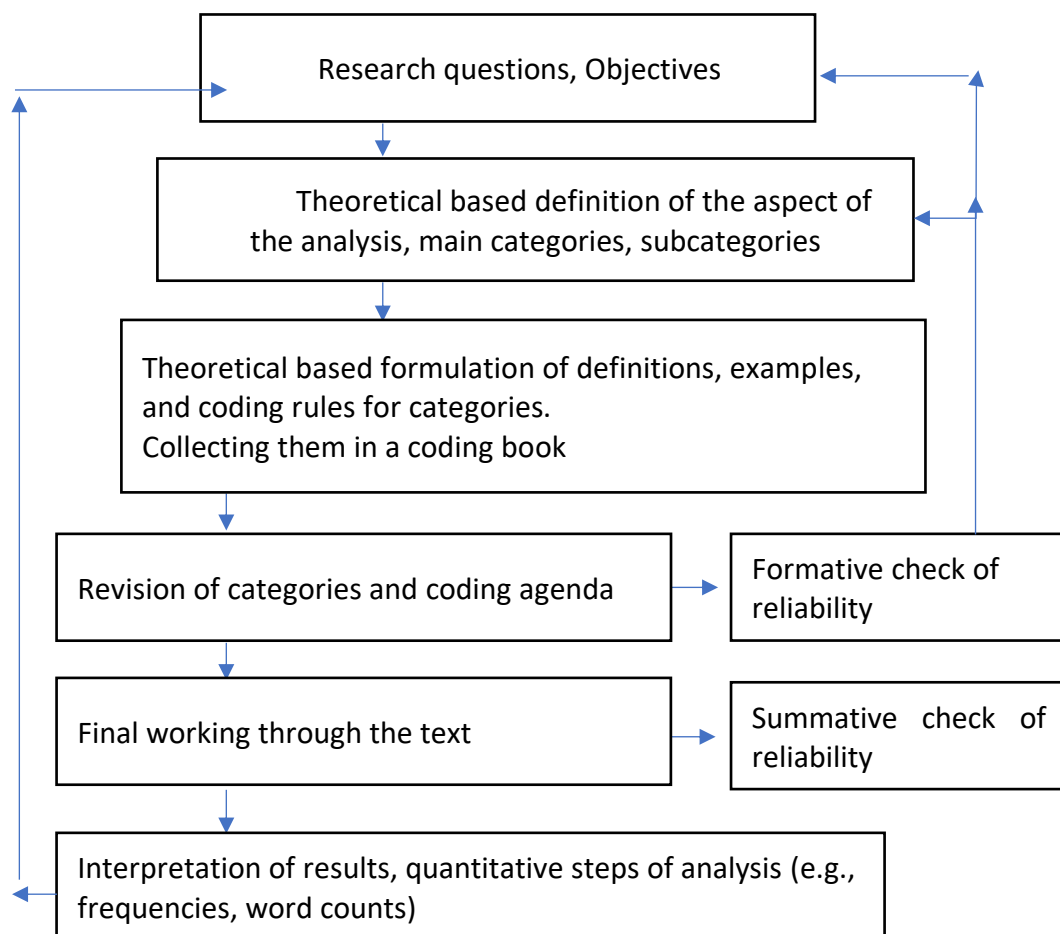 Research questions, Objectives
Theoretical based definition of the aspect of
the analysis, main categories, subcategories
Theoretical based formulation of definitions, examples,
and coding rules for categories.
Collecting them in a coding book
Revision of categories and coding agenda
Formative check of
reliability
Final working through the text
Summative check of
reliability
Interpretation of results, quantitative steps of analysis (e.g.,
frequencies, word counts)